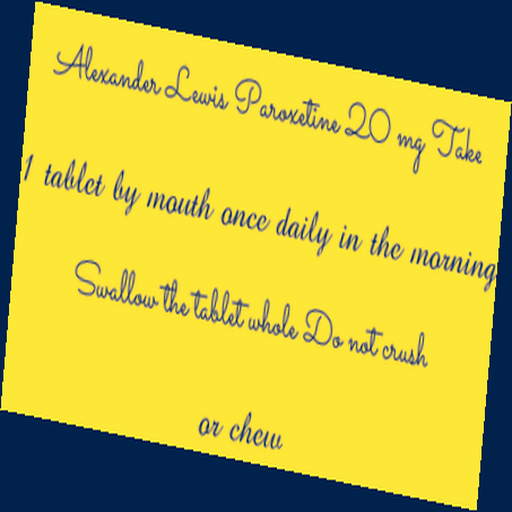 Alexander Lewis Paroxetine 20 mg Take
1 tablet by mouth once daily in the morning
Swallow the tablet whole Do not crush
or chew